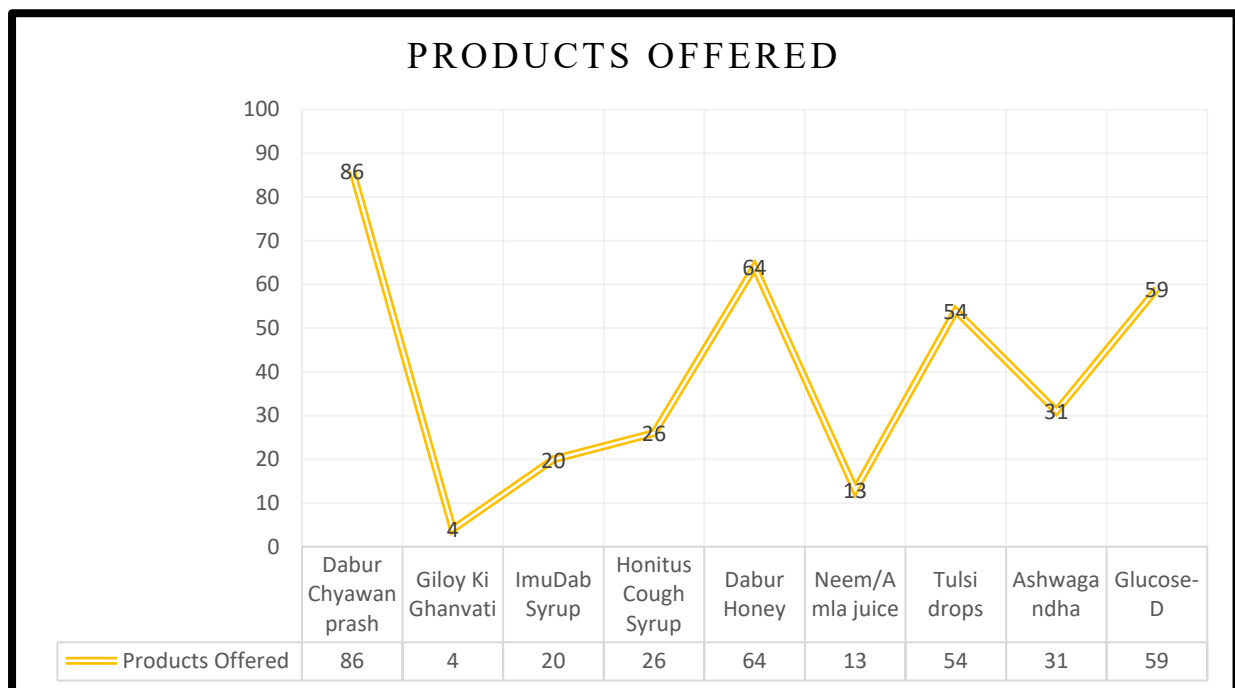 PRODUCTS OFFERED
100
90
80
70
60
50
40
30
20
10
0
86
4
20
26
64
13
54
31
59
Dabur
Chyawan
prash
Giloy Ki
Ghanvati
ImuDab
Syrup
Honitus
Cough
Syrup
Dabur
Honey
Neem/A
mla juice
Tulsi
drops
Ashwaga
ndha
Glucose-
D
Products Offered 86 4 20 26 64 13 54 31 59